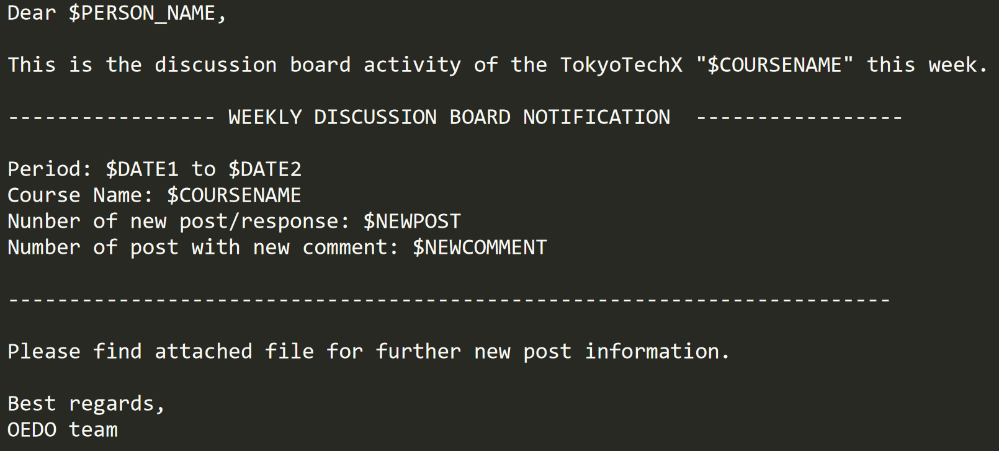 Dear $PERSON_NAME,
This is the discussion board activity of the TokyoTechX "$COURSENAME" this week.
----------------- WEEKLY DISCUSSION BOARD NOTIFICATION  -----------------
Period: $DATE1 to $DATE2
Course Name: $COURSENAME
Nunber of new post/response: $NEWPOST
Number of post with new comment: $NEWCOMMENT
------------------------------------------------------------------------
Please find attached file for further new post information.
Best regards,
OEDO team